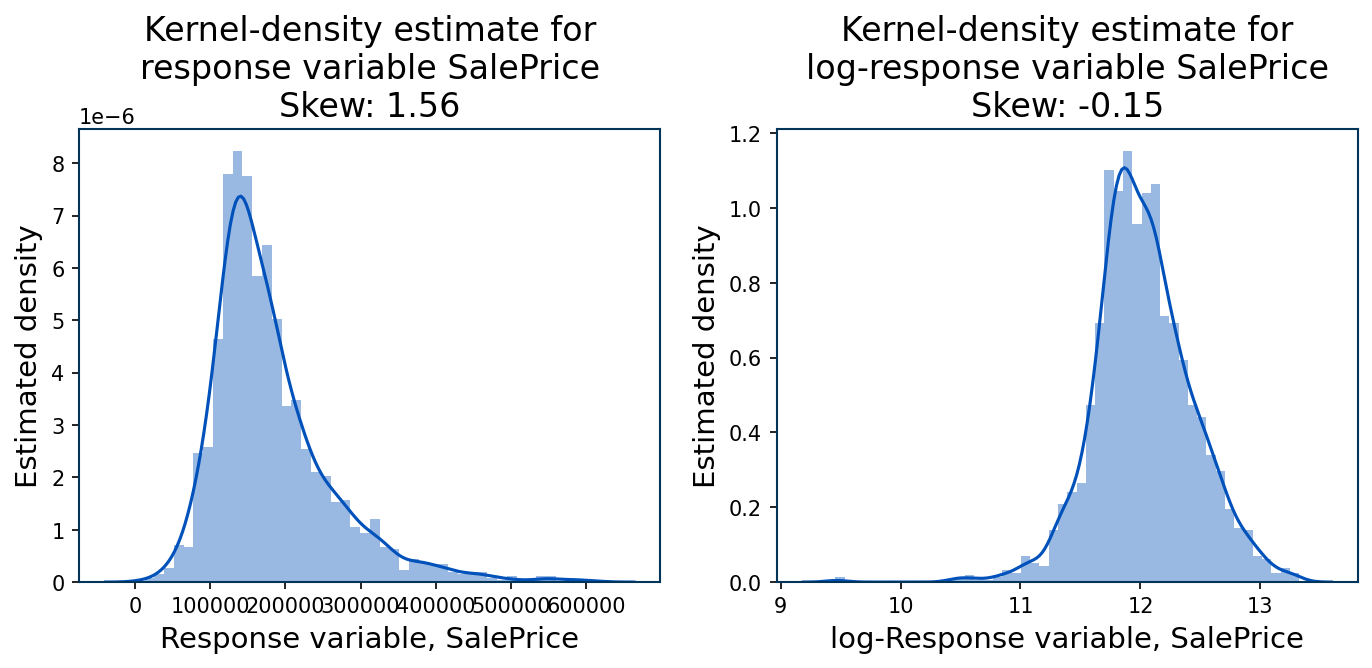 Kernel-density estimate for
response variable SalePrice
Skew: 1.56
1e−6
8
7
6
5
4
3
2
1
0
Estimated density
0 100000 200000 300000 400000 500000 600000
Response variable, SalePrice
Kernel-density estimate for
log-response variable SalePrice
Skew: -0.15
1.2
1.0
0.8
0.6
0.4
0.2
0.0
Estimated density
9 10 11 12 13
log-Response variable, SalePrice